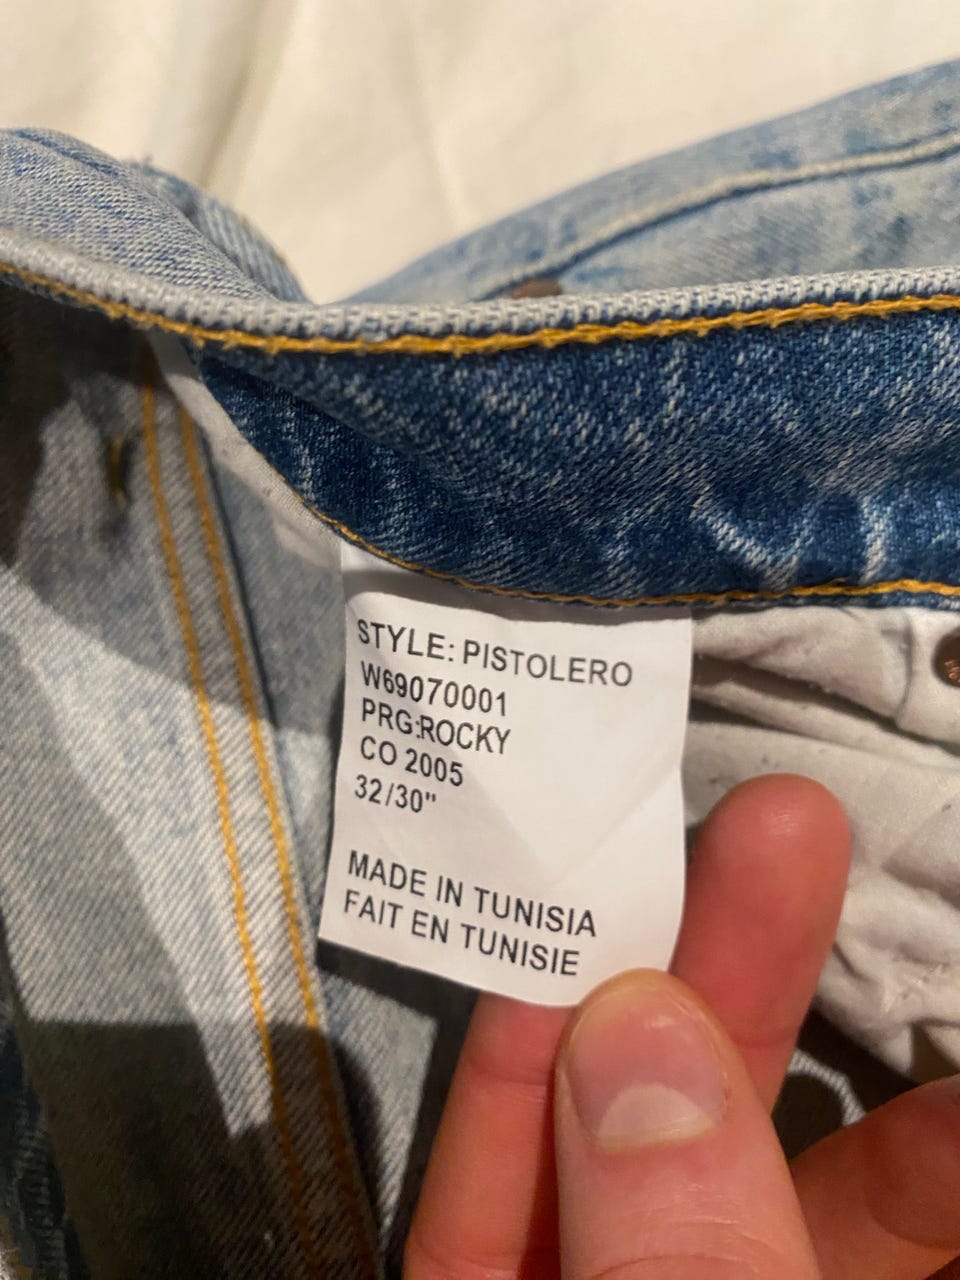 STYLE: PISTOLERO
W69070001
PRG:ROCKY
CO 2005
32/30"
MADE IN TUNISIA
FAIT EN TUNISIE